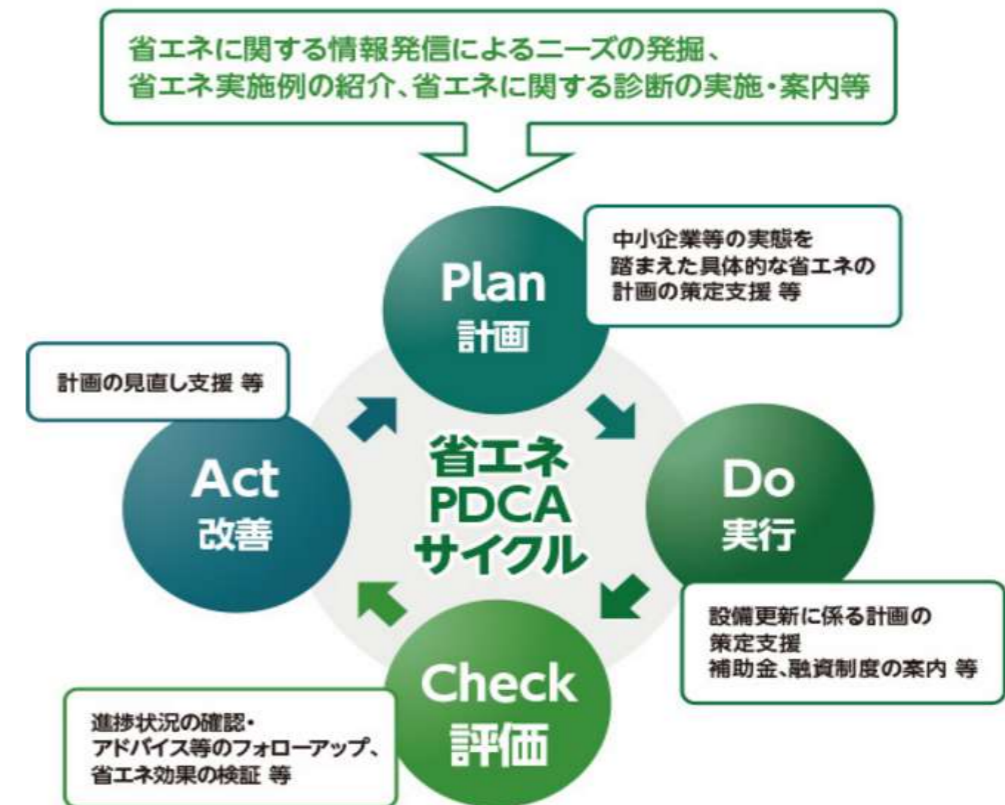 省エネに関する情報発信によるニーズの発掘、
省エネ実施例の紹介、省エネに関する診断の実施・案内等
Plan
計画
中小企業等の実態を
踏まえた具体的な省エネの
計画の策定支援 等
計画の見直し支援 等
Act
改善
省エネ
PDCA
サイクル
Do
実行
設備更新に係る計画の
策定支援
補助金、融資制度の案内 等
Check
評価
進捗状況の確認・
アドバイス等のフォローアップ、
省エネ効果の検証 等